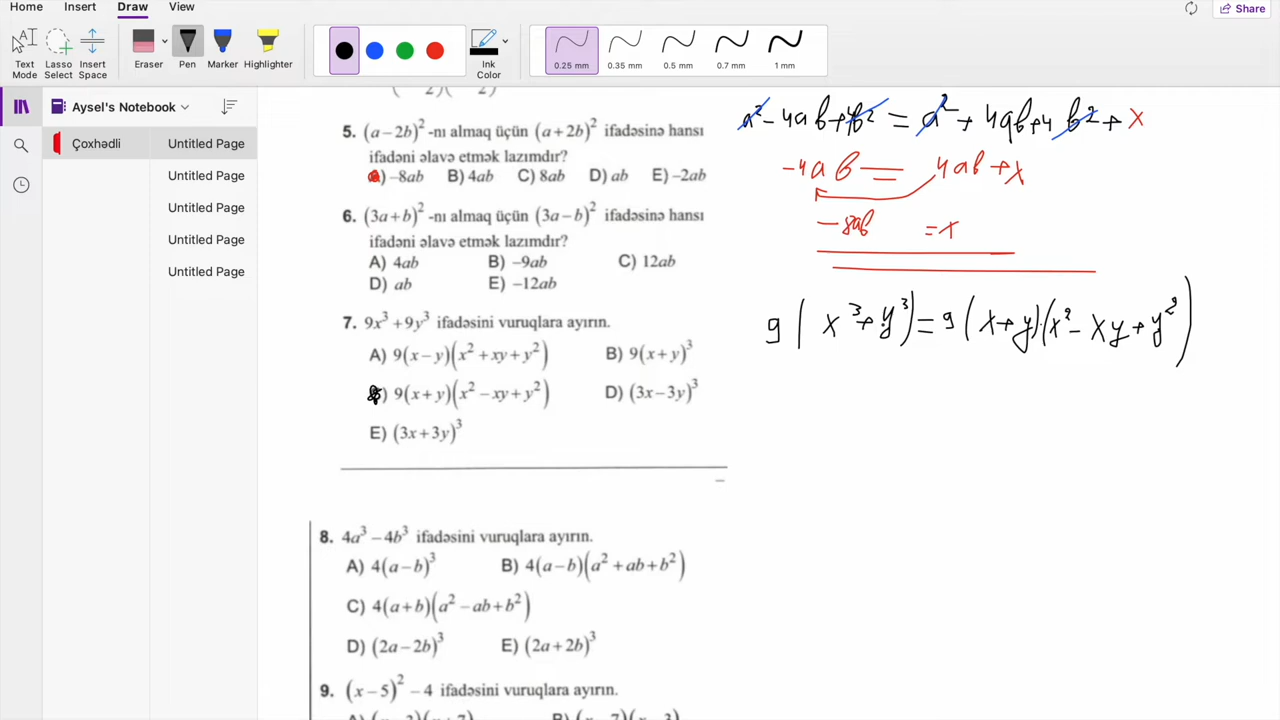 Home Insert Draw View Share
Text Mode Lasso Select Insert Space Eraser Pen Marker Highlighter Ink Color 0.25 mm 0.35 mm 0.5 mm 0.7 mm 1 mm
Aysel's Notebook
Çoxhədli
Untitled Page
Untitled Page
Untitled Page
Untitled Page
Untitled Page
5. (a−2b)² -nı almaq üçün (a+2b)² ifadəsinə hansı
ifadəni əlavə etmək lazımdır?
A) −8ab B) 4ab C) 8ab D) ab E) −2ab
6. (3a+b)² -nı almaq üçün (3a−b)² ifadəsinə hansı
ifadəni əlavə etmək lazımdır?
A) 4ab B) −9ab C) 12ab
D) ab E) −12ab
7. 9x³ +9y³ ifadəsini vuruqlara ayırın.
A) 9(x−y)(x² +xy+y²) B) 9(x+y)³
) 9(x+y)(x² −xy+y²) D) (3x−3y)³
E) (3x+3y)³
8. 4a³ −4b³ ifadəsini vuruqlara ayırın.
A) 4(a−b)³ B) 4(a−b)(a² +ab+b²)
C) 4(a+b)(a² −ab+b²)
D) (2a−2b)³ E) (2a+2b)³
9. (x−5)² −4 ifadəsini vuruqlara ayırın.
a² - 4ab + 4b² = a² + 4ab + 4b² + x
-4ab = 4ab + x
-8ab = x
9(x³+y³) = 9(x+y)·(x² - xy + y²)